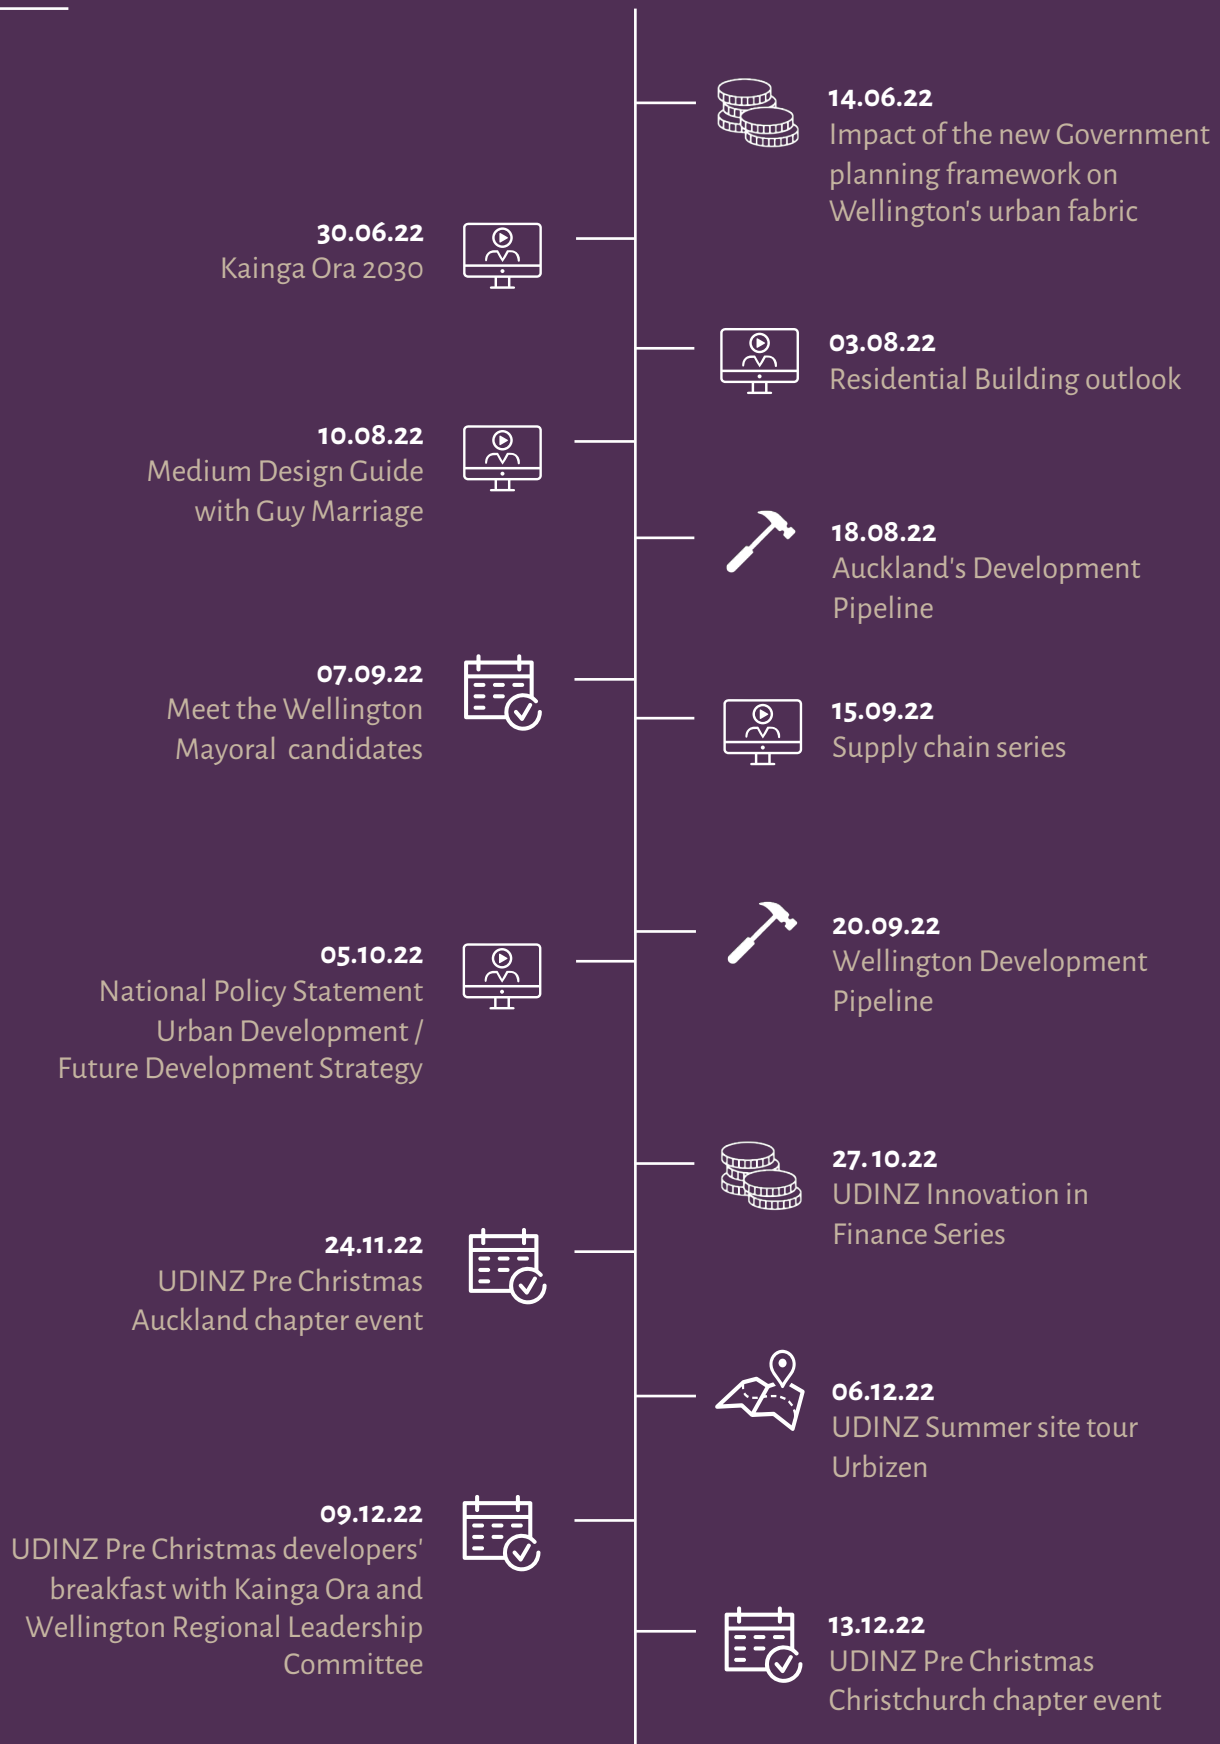 14.06.22
Impact of the new Government
planning framework on
Wellington's urban fabric
30.06.22
Kainga Ora 2030
03.08.22
Residential Building outlook
10.08.22
Medium Design Guide
with Guy Marriage
18.08.22
Auckland's Development
Pipeline
07.09.22
Meet the Wellington
Mayoral candidates
15.09.22
Supply chain series
20.09.22
Wellington Development
Pipeline
05.10.22
National Policy Statement
Urban Development /
Future Development Strategy
27.10.22
UDINZ Innovation in
Finance Series
24.11.22
UDINZ Pre Christmas
Auckland chapter event
06.12.22
UDINZ Summer site tour
Urbizen
09.12.22
UDINZ Pre Christmas developers'
breakfast with Kainga Ora and
Wellington Regional Leadership
Committee
13.12.22
UDINZ Pre Christmas
Christchurch chapter event